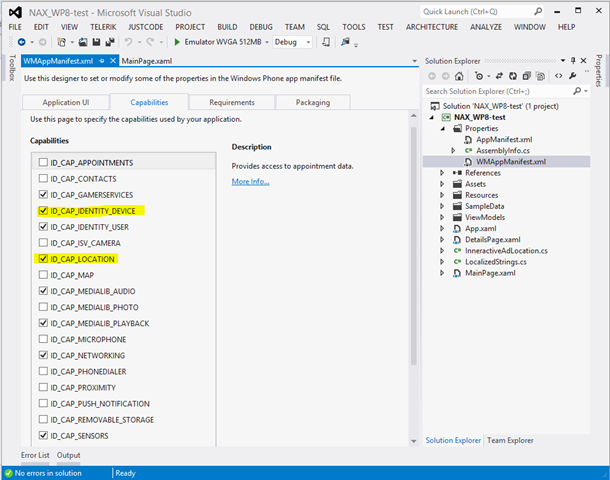 NAX_WP8-test - Microsoft Visual Studio
Quick Launch (Ctrl+Q)
FILE EDIT VIEW TELERIK JUSTCODE PROJECT BUILD DEBUG TEAM SQL TOOLS TEST ARCHITECTURE ANALYZE WINDOW HELP
Emulator WVGA 512MB Debug
Toolbox
WMAppManifest.xml
MainPage.xaml
Use this designer to set or modify some of the properties in the Windows Phone app manifest file.
Application UI
Capabilities
Requirements
Packaging
Use this page to specify the capabilities used by your application.
Capabilities
ID_CAP_APPOINTMENTS
ID_CAP_CONTACTS
ID_CAP_GAMERSERVICES
ID_CAP_IDENTITY_DEVICE
ID_CAP_IDENTITY_USER
ID_CAP_ISV_CAMERA
ID_CAP_LOCATION
ID_CAP_MAP
ID_CAP_MEDIALIB_AUDIO
ID_CAP_MEDIALIB_PHOTO
ID_CAP_MEDIALIB_PLAYBACK
ID_CAP_MICROPHONE
ID_CAP_NETWORKING
ID_CAP_PHONEDIALER
ID_CAP_PROXIMITY
ID_CAP_PUSH_NOTIFICATION
ID_CAP_REMOVABLE_STORAGE
ID_CAP_SENSORS
Description
Provides access to appointment data.
More Info...
Solution Explorer
Search Solution Explorer (Ctrl+;)
Solution 'NAX_WP8-test' (1 project)
NAX_WP8-test
Properties
AppManifest.xml
AssemblyInfo.cs
WMAppManifest.xml
References
Assets
Resources
SampleData
ViewModels
App.xaml
DetailsPage.xaml
InneractiveAdLocation.cs
LocalizedStrings.cs
MainPage.xaml
Solution Explorer
Team Explorer
Properties
Error List
Output
No errors in solution
Ready